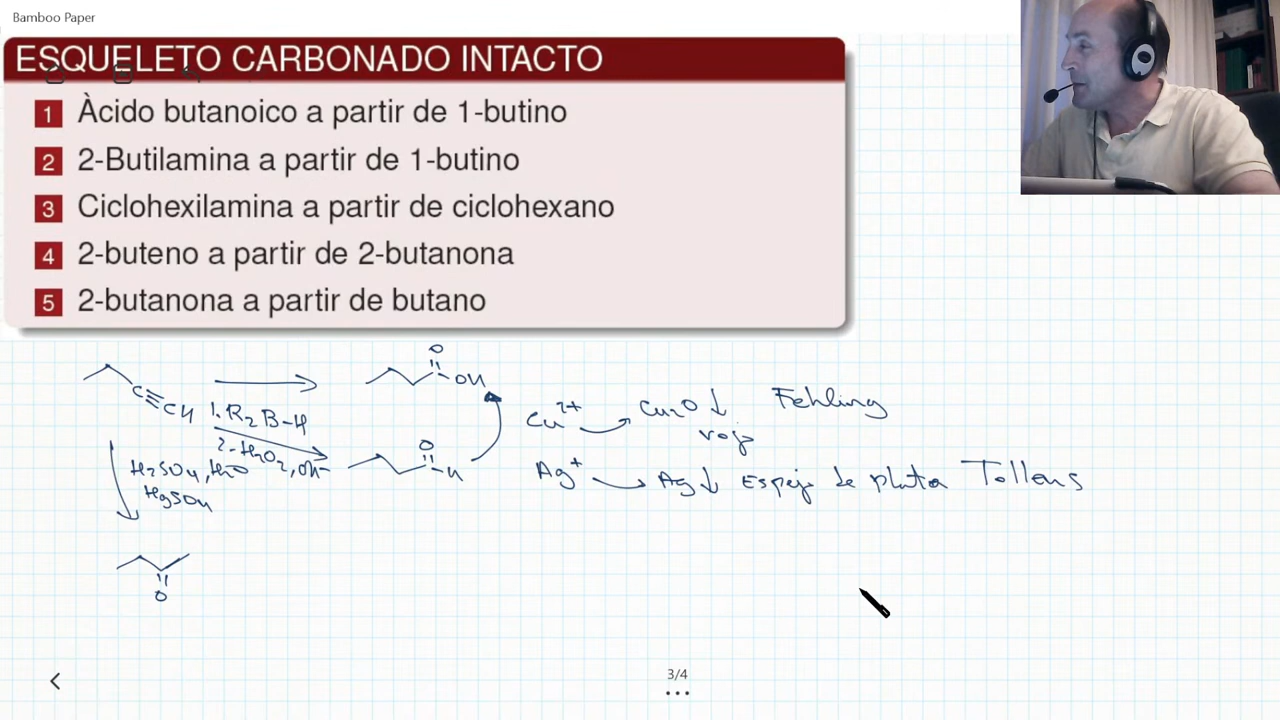 Bamboo Paper
ESQUELETO CARBONADO INTACTO
1 Àcido butanoico a partir de 1-butino
2 2-Butilamina a partir de 1-butino
3 Ciclohexilamina a partir de ciclohexano
4 2-buteno a partir de 2-butanona
5 2-butanona a partir de butano
O
OH
C≡CH
1. R2B-H
2. H2O2, OH-
O
H
Cu2+ Cu2O↓ Fehling
rojo
Ag+ Ag↓ Espejo de plata Tollens
H2SO4, H2O
HgSO4
O
3/4